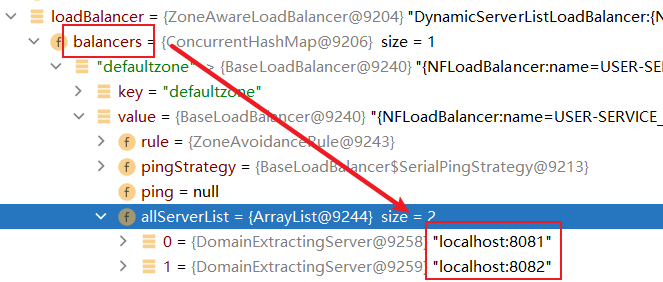 loadBalancer = {ZoneAwareLoadBalancer@9204} "DynamicServerListLoadBalancer:{N
f balancers = {ConcurrentHashMap@9206} size = 1
"defaultzone" -> {BaseLoadBalancer@9240} "{NFLoadBalancer:name=USER-SE
key = "defaultzone"
value = {BaseLoadBalancer@9240} "{NFLoadBalancer:name=USER-SERVICE_
f rule = {ZoneAvoidanceRule@9243}
f pingStrategy = {BaseLoadBalancer$SerialPingStrategy@9213}
f ping = null
f allServerList = {ArrayList@9244} size = 2
0 = {DomainExtractingServer@9258} "localhost:8081"
1 = {DomainExtractingServer@9259} "localhost:8082"